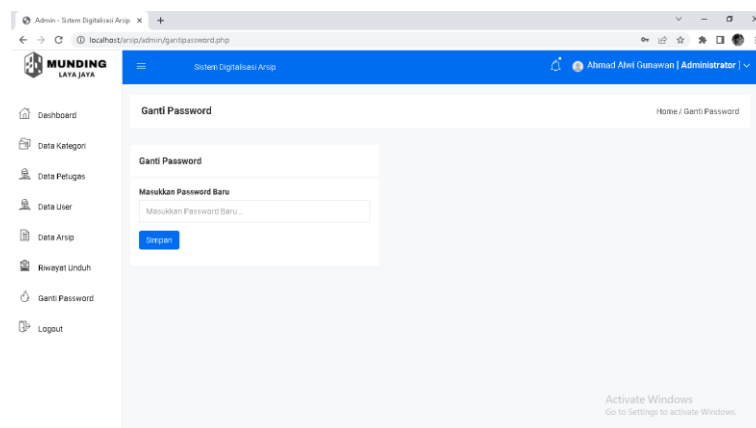 Admin - Sistem Digitalisasi Arsip
localhost/arsip/admin/gantipassword.php
MUNDING
LAYA JAYA
Sistem Digitalisasi Arsip
Ahmad Alwi Gunawan [ Administrator ]
Ganti Password
Home / Ganti Password
Dashboard
Data Kategori
Data Petugas
Data User
Data Arsip
Riwayat Unduh
Ganti Password
Logout
Ganti Password
Masukkan Password Baru
Masukkan Password Baru ..
Simpan
Activate Windows
Go to Settings to activate Windows.